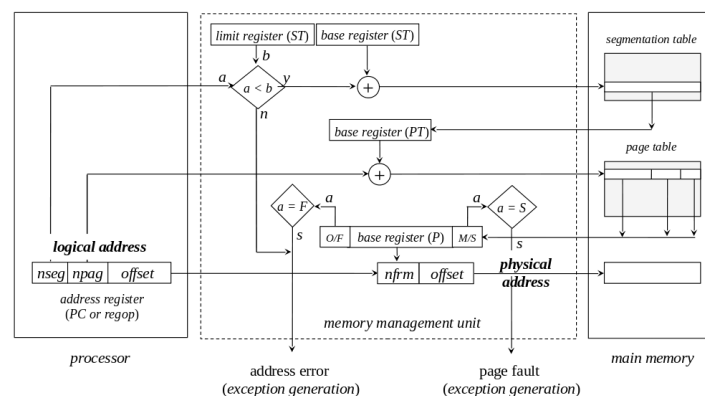 limit register (ST)
base register (ST)
segmentation table
b
a
y
a < b
+
n
base register (PT)
page table
+
a
a
a = F
a = S
s
s
O/F
base register (P)
M/S
logical address
physical
address
nseg
npag
offset
nfrm
offset
address register
(PC or regop)
memory management unit
processor
main memory
address error
(exception generation)
page fault
(exception generation)